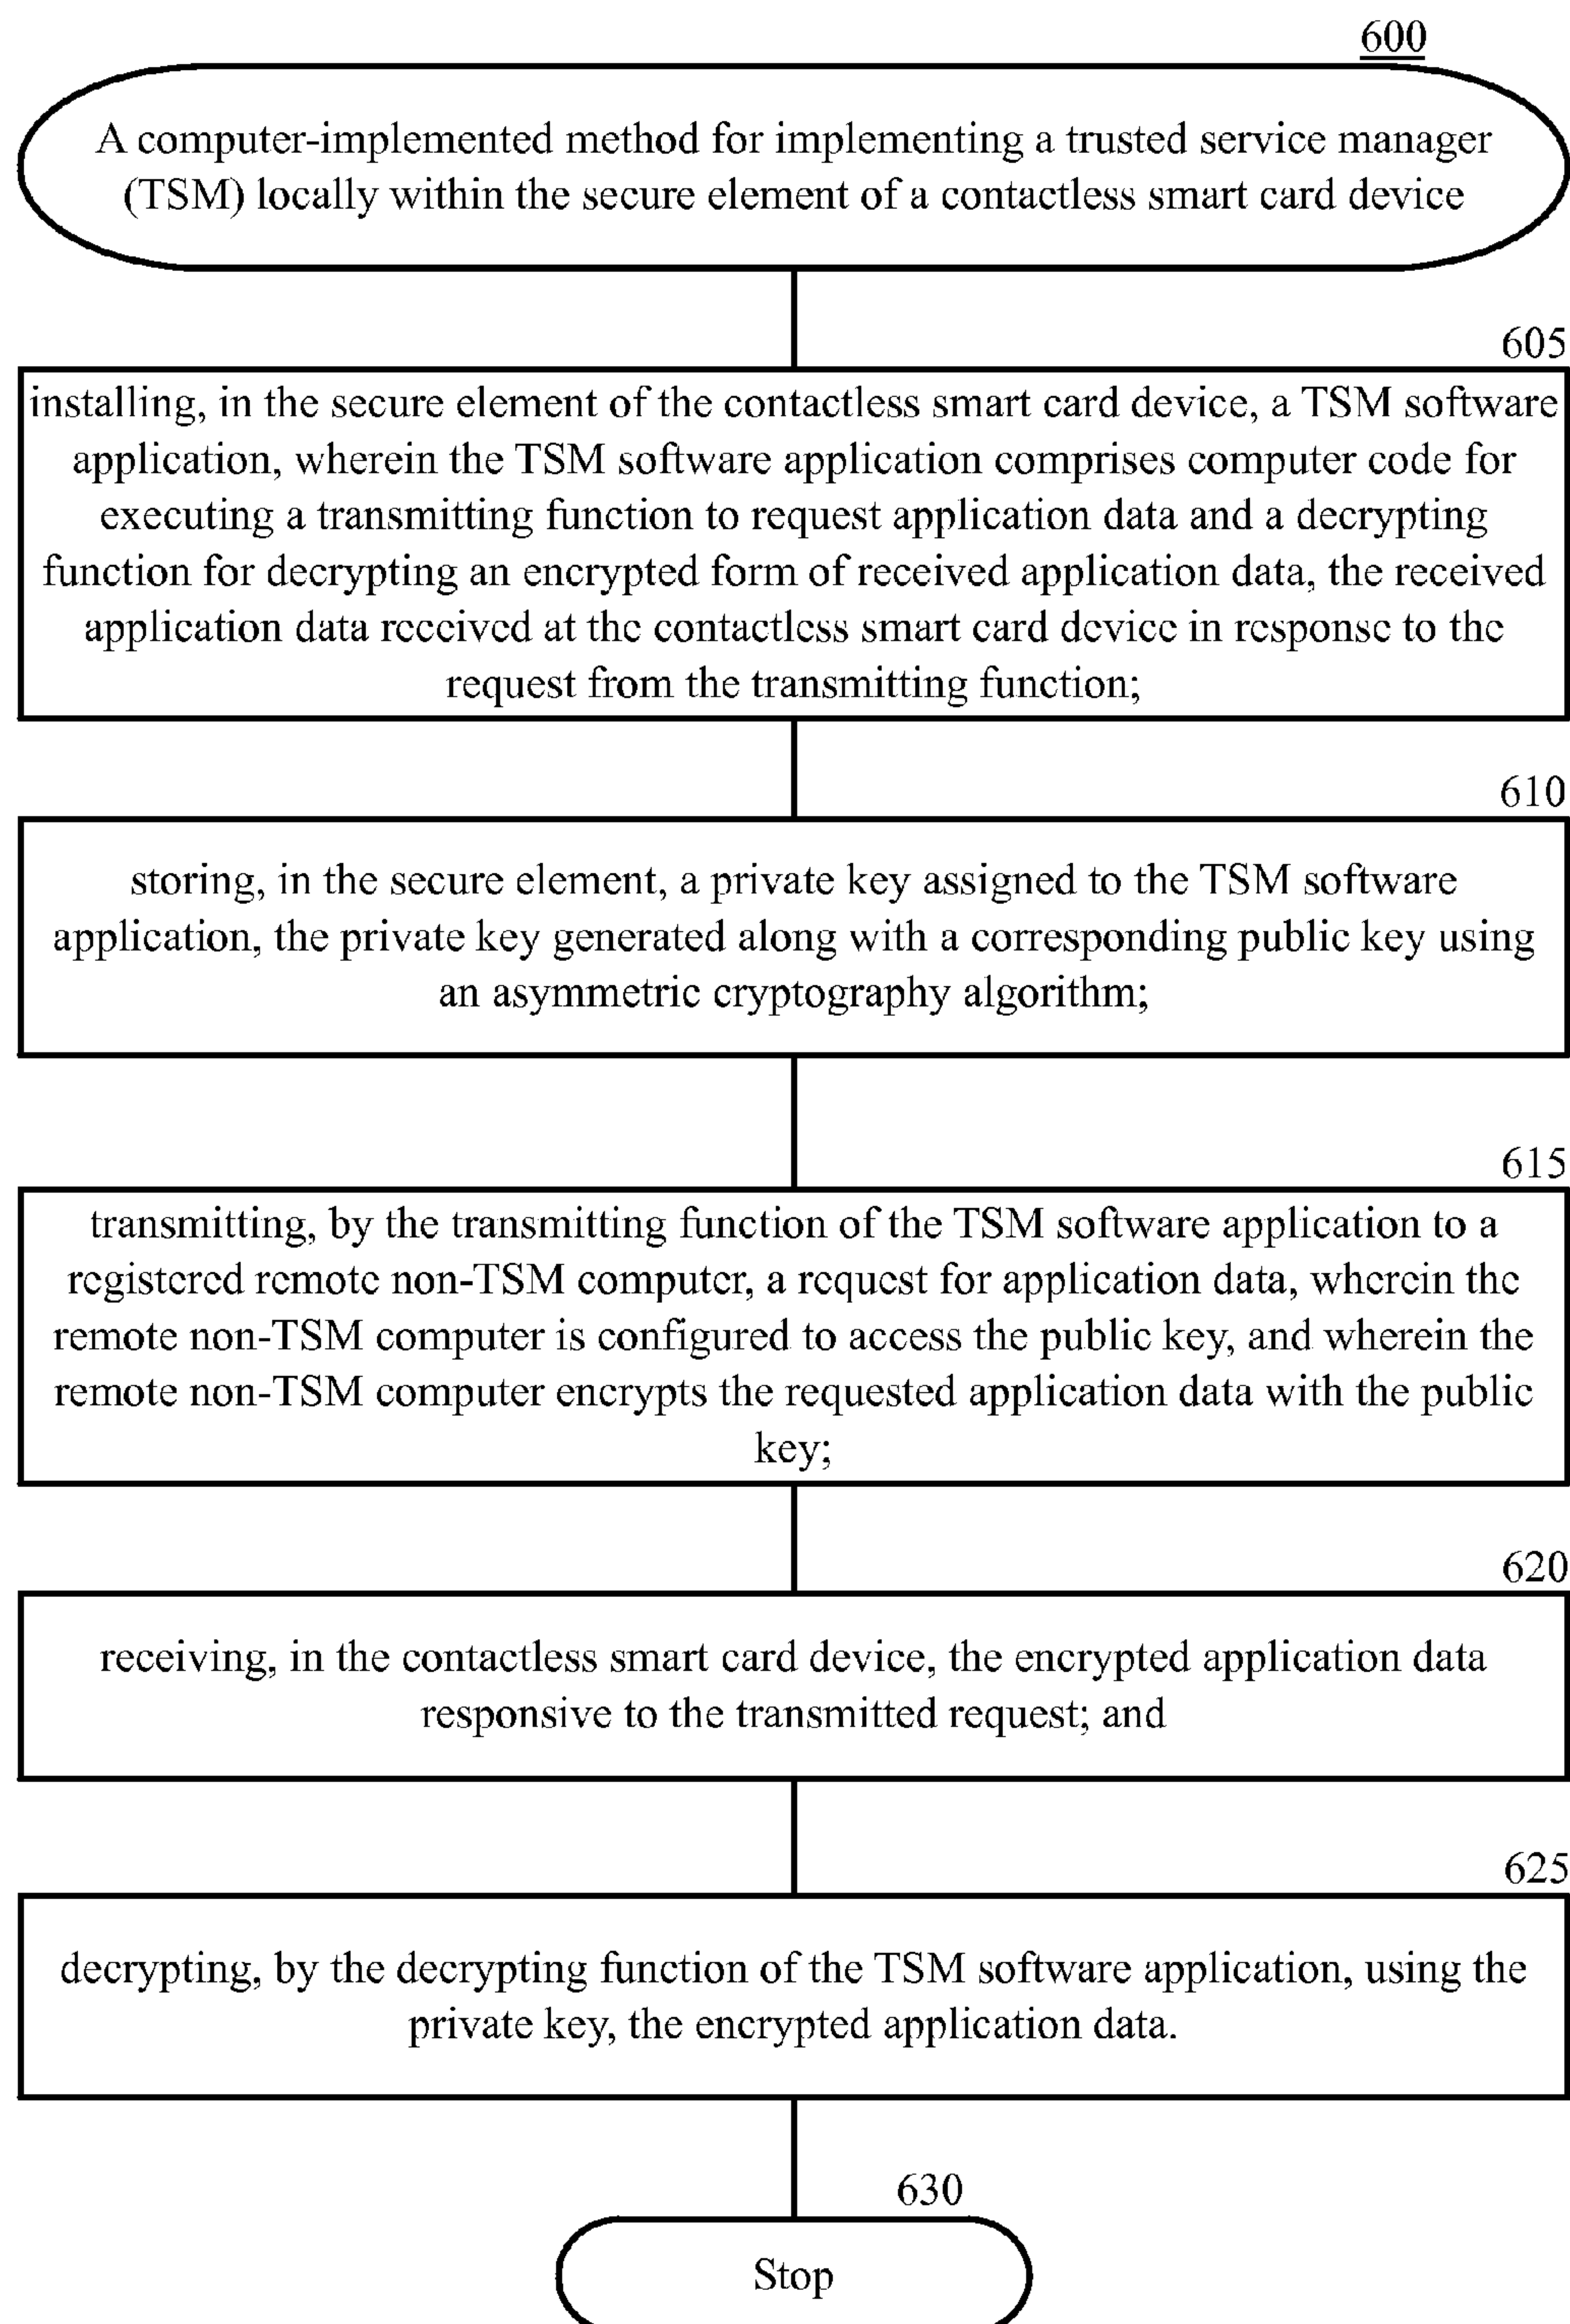 600
A computer-implemented method for implementing a trusted service manager
(TSM) locally within the secure element of a contactless smart card device
605
installing, in the secure element of the contactless smart card device, a TSM software
application, wherein the TSM software application comprises computer code for
executing a transmitting function to request application data and a decrypting
function for decrypting an encrypted form of received application data, the received
application data received at the contactless smart card device in response to the
request from the transmitting function;
610
storing, in the secure element, a private key assigned to the TSM software
application, the private key generated along with a corresponding public key using
an asymmetric cryptography algorithm;
615
transmitting, by the transmitting function of the TSM software application to a
registered remote non-TSM computer, a request for application data, wherein the
remote non-TSM computer is configured to access the public key, and wherein the
remote non-TSM computer encrypts the requested application data with the public
key;
620
receiving, in the contactless smart card device, the encrypted application data
responsive to the transmitted request; and
625
decrypting, by the decrypting function of the TSM software application, using the
private key, the encrypted application data.
630
Stop